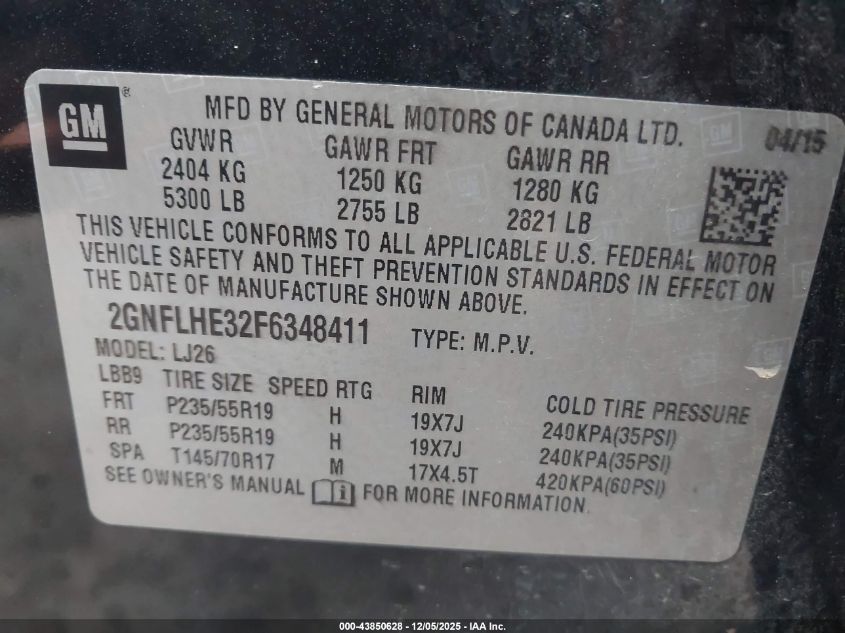 GM ®
MFD BY GENERAL MOTORS OF CANADA LTD.
04/15
GVWR GAWR FRT GAWR RR
2404 KG 1250 KG 1280 KG
5300 LB 2755 LB 2821 LB
THIS VEHICLE CONFORMS TO ALL APPLICABLE U.S. FEDERAL MOTOR
VEHICLE SAFETY AND THEFT PREVENTION STANDARDS IN EFFECT ON
THE DATE OF MANUFACTURE SHOWN ABOVE.
2GNFLHE32F6348411 TYPE: M.P.V.
MODEL: LJ26
LBB9 TIRE SIZE SPEED RTG RIM COLD TIRE PRESSURE
FRT P235/55R19 H 19X7J 240KPA(35PSI)
RR P235/55R19 H 19X7J 240KPA(35PSI)
SPA T145/70R17 M 17X4.5T 420KPA(60PSI)
SEE OWNER'S MANUAL i FOR MORE INFORMATION.
000-43850628 - 12/05/2025 - IAA Inc.